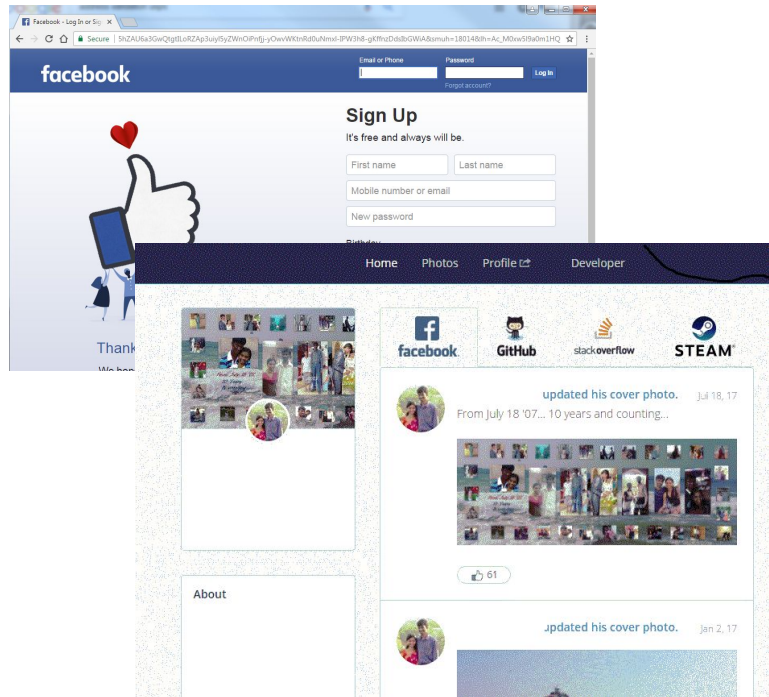 Facebook - Log In or Sig
Secure
facebook
Email or Phone
Password
Log In
Forgot account?
Sign Up
It's free and always will be.
First name
Last name
Mobile number or email
New password
Birthday
Thank
We hop
Home
Photos
Profile
Developer
facebook.
GitHub
stackoverflow
STEAM
updated his cover photo.
Jul 18, 17
From July 18 '07... 10 years and counting...
61
About
updated his cover photo.
Jan 2, 17